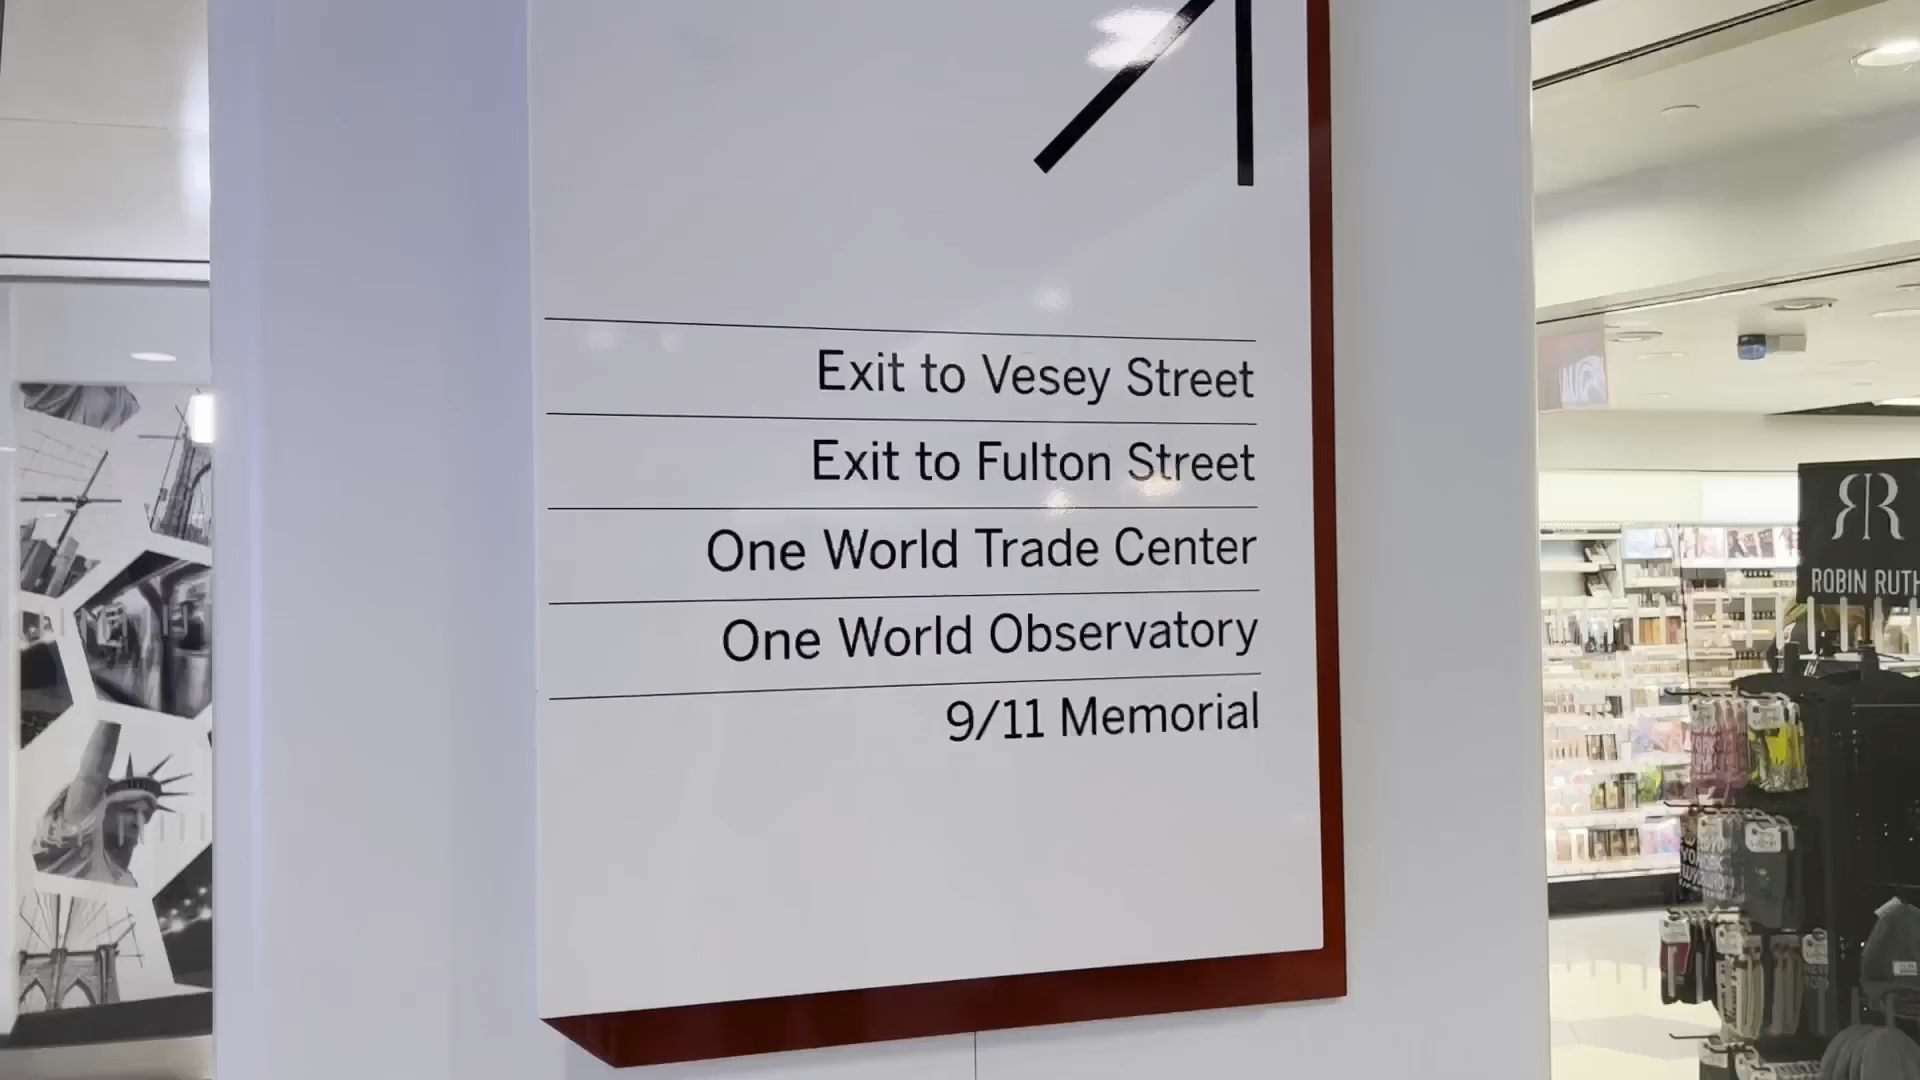 Exit to Vesey Street
Exit to Fulton Street
One World Trade Center
One World Observatory
9/11 Memorial
RR
ROBIN RUTH